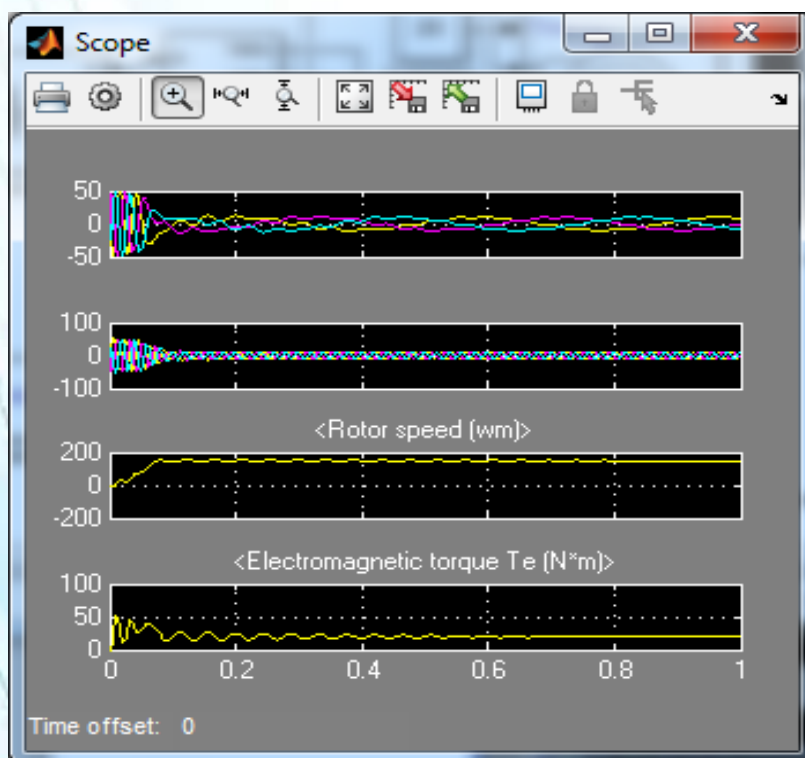 Scope
50
0
-50
100
0
-100
<Rotor speed (wm)>
200
0
-200
<Electromagnetic torque Te (N*m)>
100
50
0
0 0.2 0.4 0.6 0.8 1
Time offset: 0